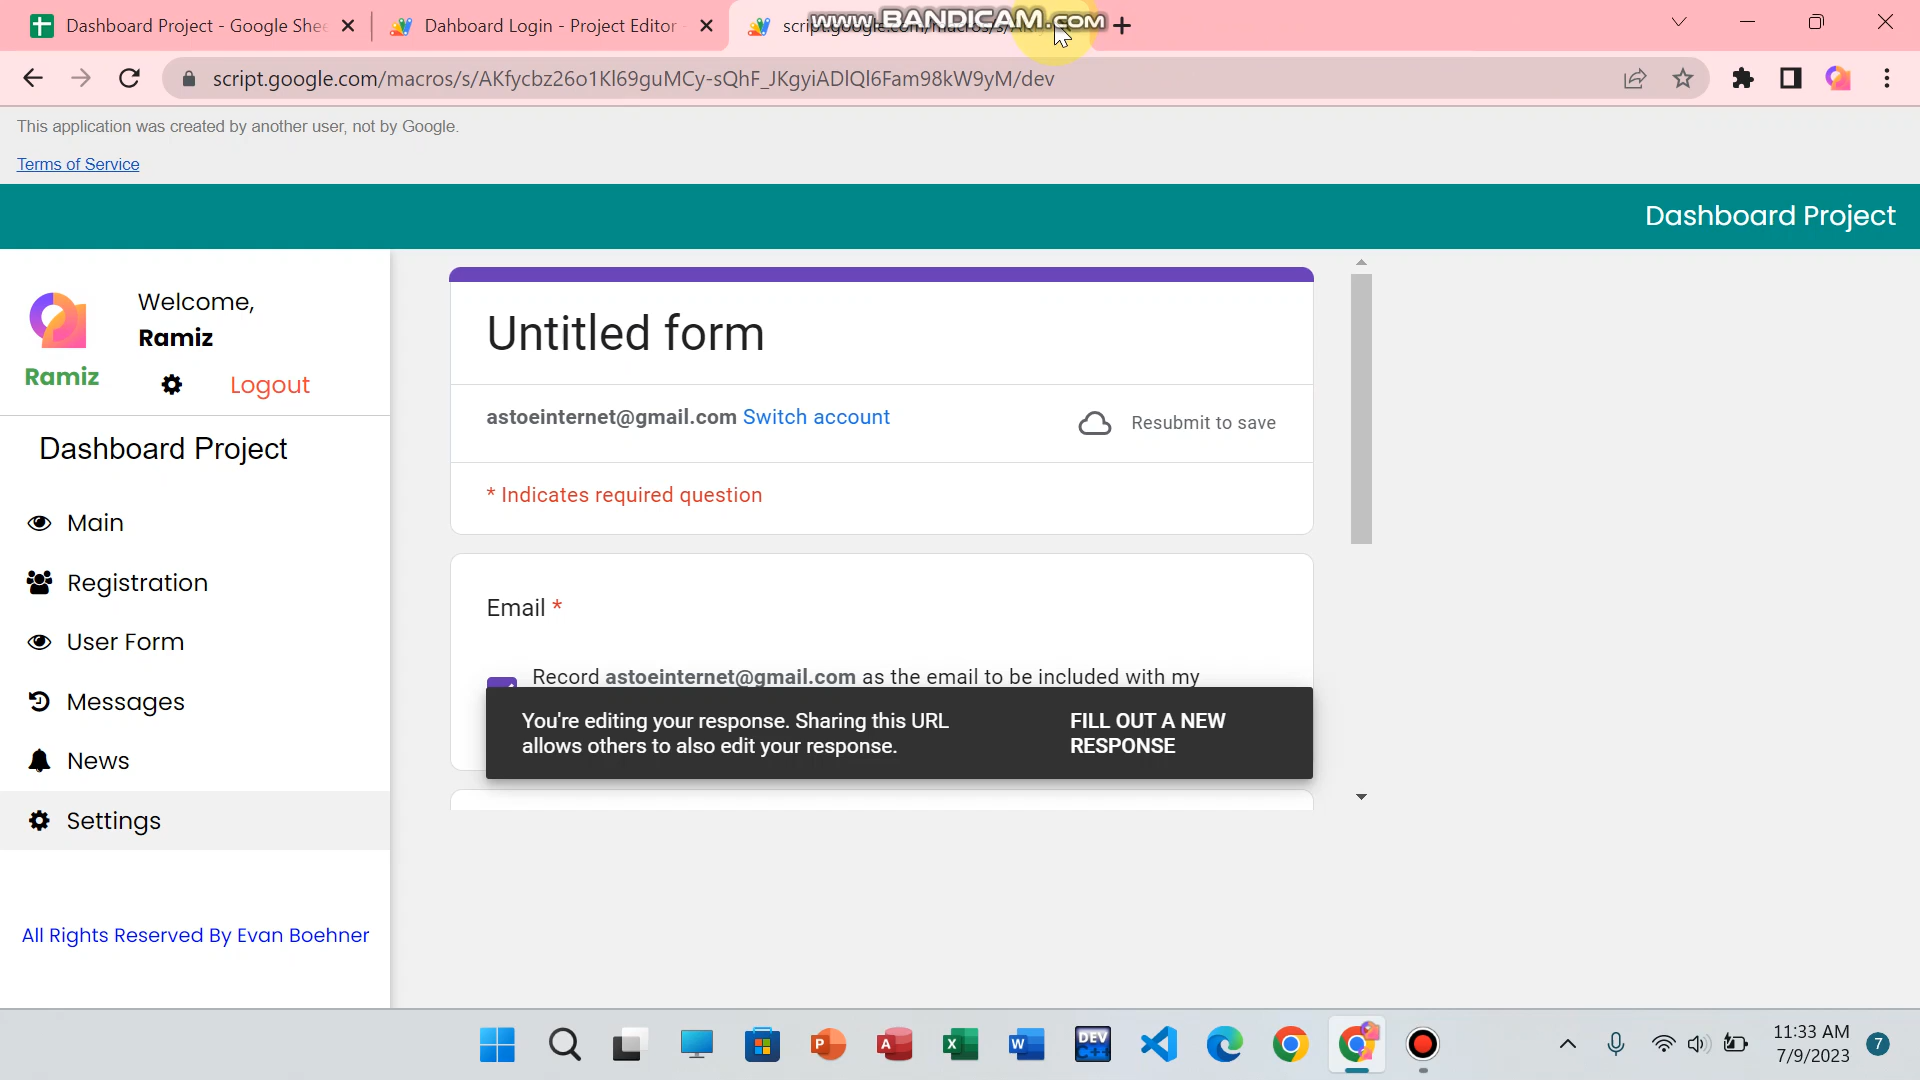 Dashboard Project - Google She
Dahboard Login - Project Editor -
www.BANDICAM.COM
script.google.com/macros/s/AKfycbz26o1Kl69guMCy-sQhF_JKgyiADlQl6Fam98kW9yM/dev
This application was created by another user, not by Google.
Terms of Service
Dashboard Project
Welcome,
Ramiz
Ramiz
Logout
Dashboard Project
Main
Registration
User Form
Messages
News
Settings
All Rights Reserved By Evan Boehner
Untitled form
astoeinternet@gmail.com Switch account
Resubmit to save
* Indicates required question
Email *
Record astoeinternet@gmail.com as the email to be included with my
You're editing your response. Sharing this URL
allows others to also edit your response.
FILL OUT A NEW
RESPONSE
DEV
C++
11:33 AM
7/9/2023
7